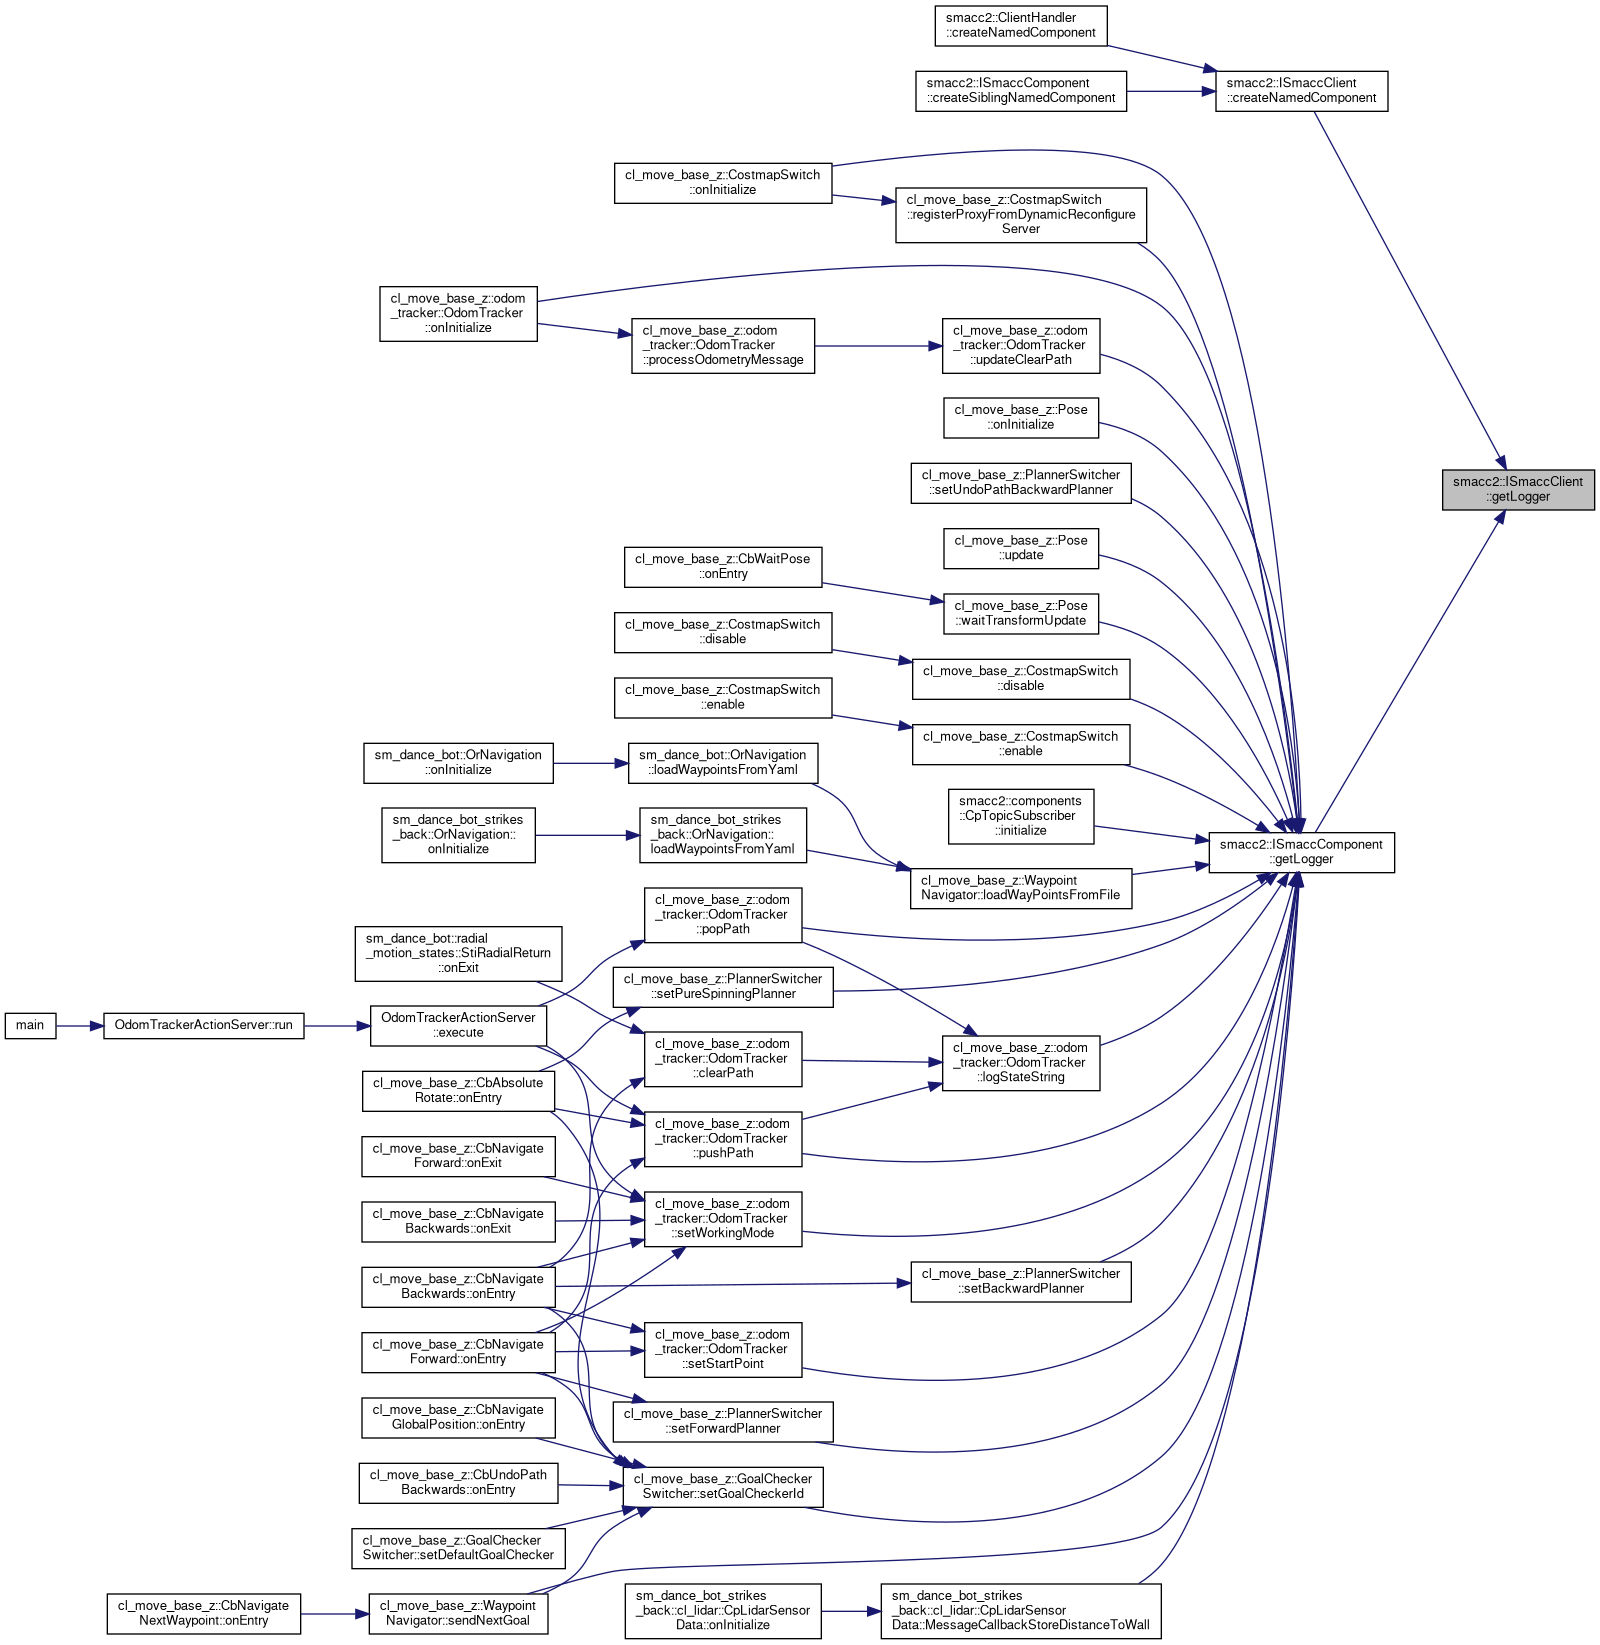 smacc2::ClientHandler
::createNamedComponent
smacc2::ISmaccComponent
::createSiblingNamedComponent
smacc2::ISmaccClient
::createNamedComponent
cl_move_base_z::CostmapSwitch
::onInitialize
cl_move_base_z::CostmapSwitch
::registerProxyFromDynamicReconfigure
Server
cl_move_base_z::odom
_tracker::OdomTracker
::onInitialize
cl_move_base_z::odom
_tracker::OdomTracker
::processOdometryMessage
cl_move_base_z::odom
_tracker::OdomTracker
::updateClearPath
cl_move_base_z::Pose
::onInitialize
cl_move_base_z::PlannerSwitcher
::setUndoPathBackwardPlanner
smacc2::ISmaccClient
::getLogger
cl_move_base_z::Pose
::update
cl_move_base_z::CbWaitPose
::onEntry
cl_move_base_z::Pose
::waitTransformUpdate
cl_move_base_z::CostmapSwitch
::disable
cl_move_base_z::CostmapSwitch
::disable
cl_move_base_z::CostmapSwitch
::enable
cl_move_base_z::CostmapSwitch
::enable
sm_dance_bot::OrNavigation
::onInitialize
sm_dance_bot::OrNavigation
::loadWaypointsFromYaml
smacc2::components
::CpTopicSubscriber
::initialize
sm_dance_bot_strikes
_back::OrNavigation::
onInitialize
sm_dance_bot_strikes
_back::OrNavigation::
loadWaypointsFromYaml
smacc2::ISmaccComponent
::getLogger
cl_move_base_z::Waypoint
Navigator::loadWayPointsFromFile
cl_move_base_z::odom
_tracker::OdomTracker
::popPath
sm_dance_bot::radial
_motion_states::StiRadialReturn
::onExit
cl_move_base_z::PlannerSwitcher
::setPureSpinningPlanner
main
OdomTrackerActionServer::run
OdomTrackerActionServer
::execute
cl_move_base_z::odom
_tracker::OdomTracker
::clearPath
cl_move_base_z::odom
_tracker::OdomTracker
::logStateString
cl_move_base_z::CbAbsolute
Rotate::onEntry
cl_move_base_z::odom
_tracker::OdomTracker
::pushPath
cl_move_base_z::CbNavigate
Forward::onExit
cl_move_base_z::odom
_tracker::OdomTracker
::setWorkingMode
cl_move_base_z::CbNavigate
Backwards::onExit
cl_move_base_z::CbNavigate
Backwards::onEntry
cl_move_base_z::PlannerSwitcher
::setBackwardPlanner
cl_move_base_z::CbNavigate
Forward::onEntry
cl_move_base_z::odom
_tracker::OdomTracker
::setStartPoint
cl_move_base_z::CbNavigate
GlobalPosition::onEntry
cl_move_base_z::PlannerSwitcher
::setForwardPlanner
cl_move_base_z::CbUndoPath
Backwards::onEntry
cl_move_base_z::GoalChecker
Switcher::setGoalCheckerId
cl_move_base_z::GoalChecker
Switcher::setDefaultGoalChecker
cl_move_base_z::CbNavigate
NextWaypoint::onEntry
cl_move_base_z::Waypoint
Navigator::sendNextGoal
sm_dance_bot_strikes
_back::cl_lidar::CpLidarSensor
Data::onInitialize
sm_dance_bot_strikes
_back::cl_lidar::CpLidarSensor
Data::MessageCallbackStoreDistanceToWall